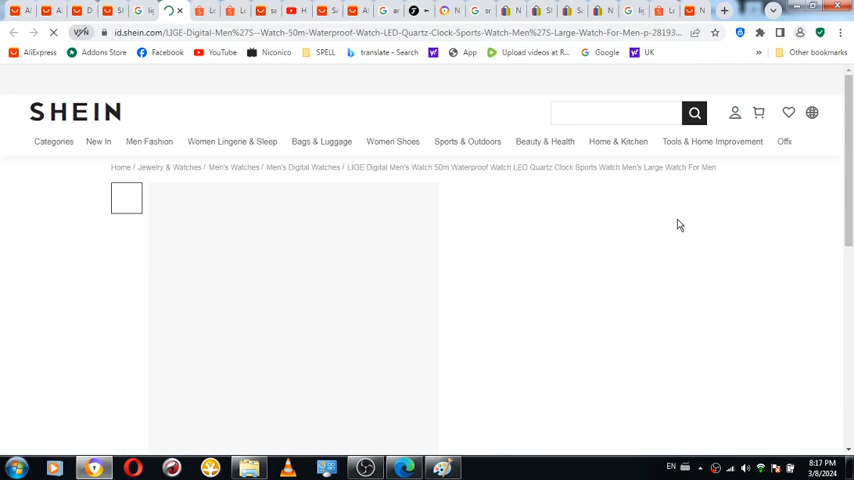 id.shein.com/LIGE-Digital-Men%27S--Watch-50m-Waterproof-Watch-LED-Quartz-Clock-Sports-Watch-Men%27S-Large-Watch-For-Men-p-28193...
AliExpress Addons Store Facebook YouTube Niconico SPELL translate - Search App Upload videos at R... Google UK » Other bookmarks
SHEIN
Categories New In Men Fashion Women Lingerie & Sleep Bags & Luggage Women Shoes Sports & Outdoors Beauty & Health Home & Kitchen Tools & Home Improvement Offi
Home / Jewelry & Watches / Men's Watches / Men's Digital Watches / LIGE Digital Men's Watch 50m Waterproof Watch LED Quartz Clock Sports Watch Men's Large Watch For Men
EN 8:17 PM
3/8/2024